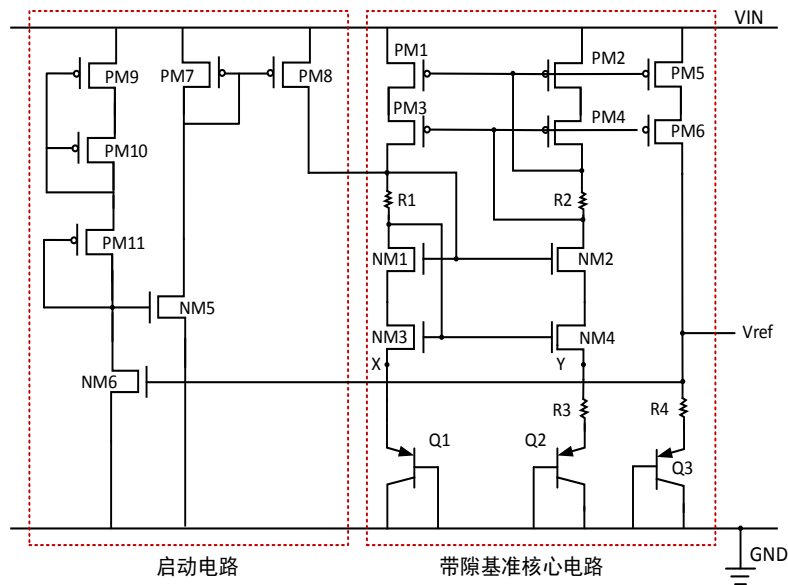 VIN
PM1
PM2
PM9
PM7
PM8
PM5
PM3
PM4
PM6
PM10
R1
R2
PM11
NM1
NM2
NM5
NM3
NM4
Vref
X
Y
NM6
R3
R4
Q1
Q2
Q3
GND
启动电路
带隙基准核心电路